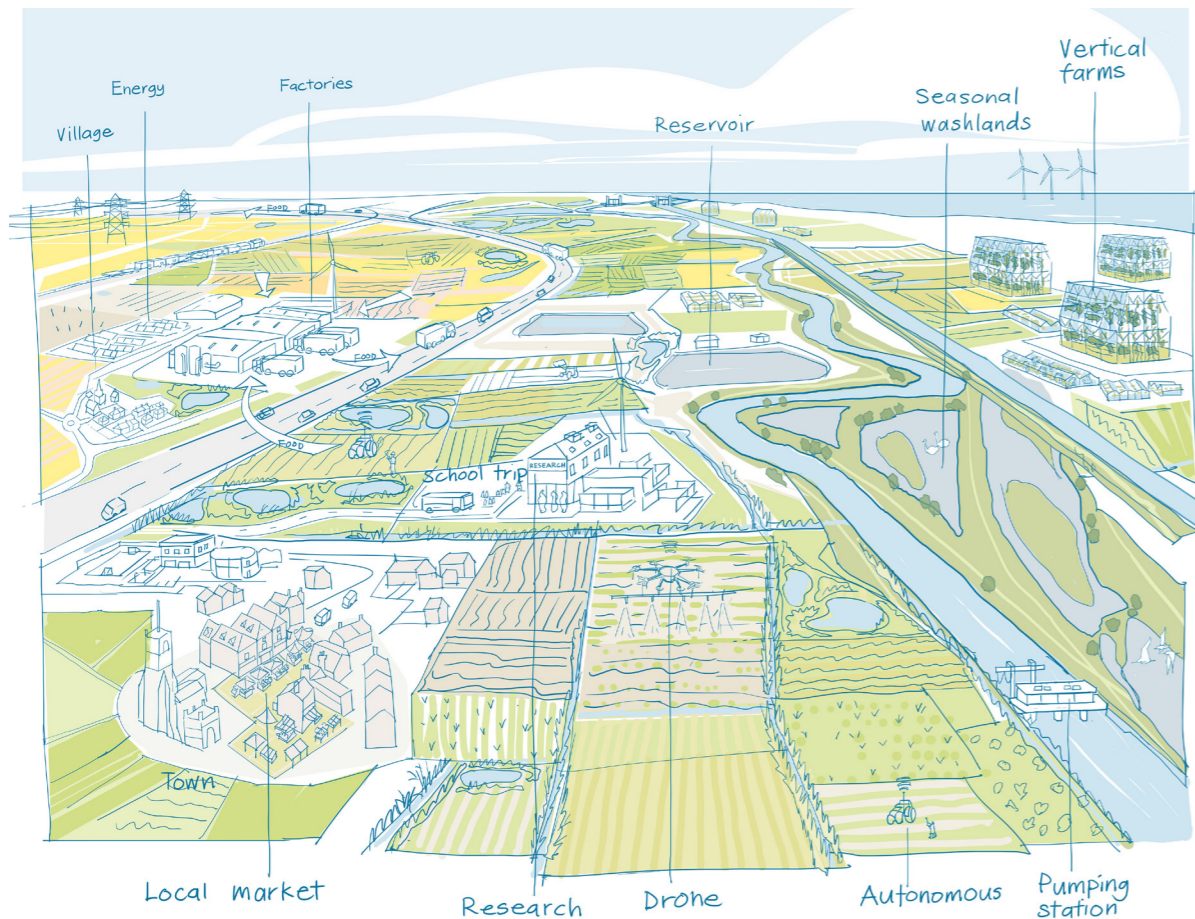 Vertical
farms
Energy
Factories
Seasonal
washlands
Village
Reservoir
FOOD
FOOD
FOOD
School trip
RESEARCH
Town
Local market
Research
Drone
Autonomous
Pumping
station